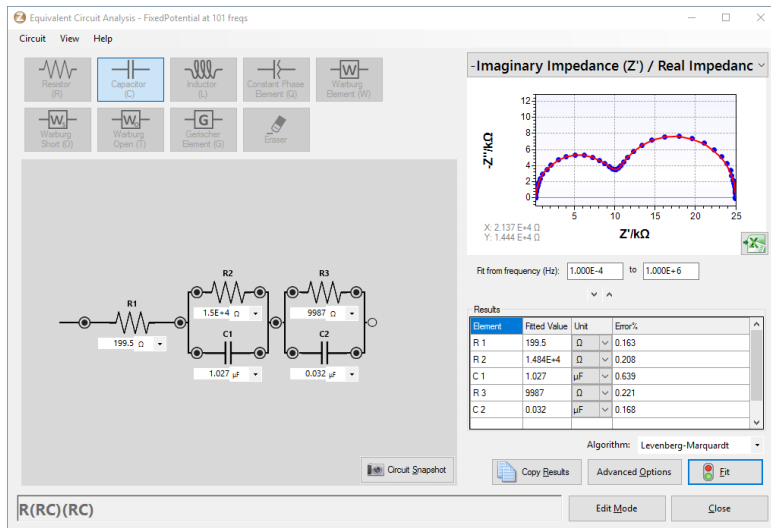 Equivalent Circuit Analysis - FixedPotential at 101 freqs
Circuit View Help
Resistor (R)
Capacitor (C)
Inductor (L)
Constant Phase Element (Q)
W
Warburg Element (W)
Ws
Warburg Short (O)
Wo
Warburg Open (T)
G
Gerischer Element (G)
Eraser
R1
199.5 Ω
R2
1.5E+4 Ω
C1
1.027 µF
R3
9987 Ω
C2
0.032 µF
Circuit Snapshot
R(RC)(RC)
-Imaginary Impedance (Z') / Real Impedanc
-Z''/kΩ
12
10
8
6
4
2
0
5 10 15 20 25
Z'/kΩ
X: 2.137 E+4 Ω
Y: 1.444 E+4 Ω
Fit from frequency (Hz): 1.000E-4 to 1.000E+6
Results
Element Fitted Value Unit Error%
R 1 199.5 Ω 0.163
R 2 1.484E+4 Ω 0.208
C 1 1.027 µF 0.639
R 3 9987 Ω 0.221
C 2 0.032 µF 0.168
Algorithm: Levenberg-Marquardt
Copy Results
Advanced Options
Fit
Edit Mode
Close